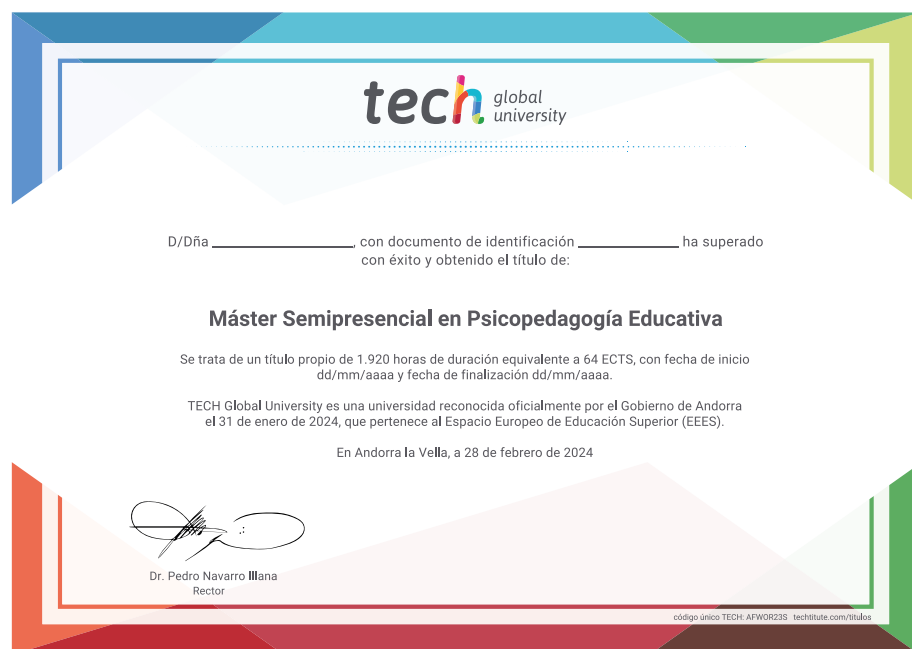 tech global university
D/Dña ____________________, con documento de identificación ______________ ha superado
con éxito y obtenido el título de:
Máster Semipresencial en Psicopedagogía Educativa
Se trata de un título propio de 1.920 horas de duración equivalente a 64 ECTS, con fecha de inicio
dd/mm/aaaa y fecha de finalización dd/mm/aaaa.
TECH Global University es una universidad reconocida oficialmente por el Gobierno de Andorra
el 31 de enero de 2024, que pertenece al Espacio Europeo de Educación Superior (EEES).
En Andorra la Vella, a 28 de febrero de 2024
Dr. Pedro Navarro Illana
Rector
código único TECH: AFWOR23S techtitute.com/titulos